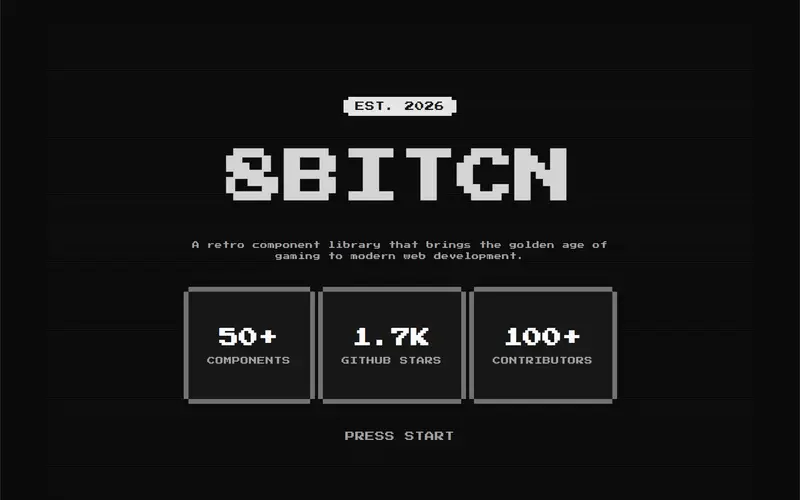 EST. 2026
8BITCN
A retro component library that brings the golden age of
gaming to modern web development.
50+
COMPONENTS
1.7K
GITHUB STARS
100+
CONTRIBUTORS
PRESS START